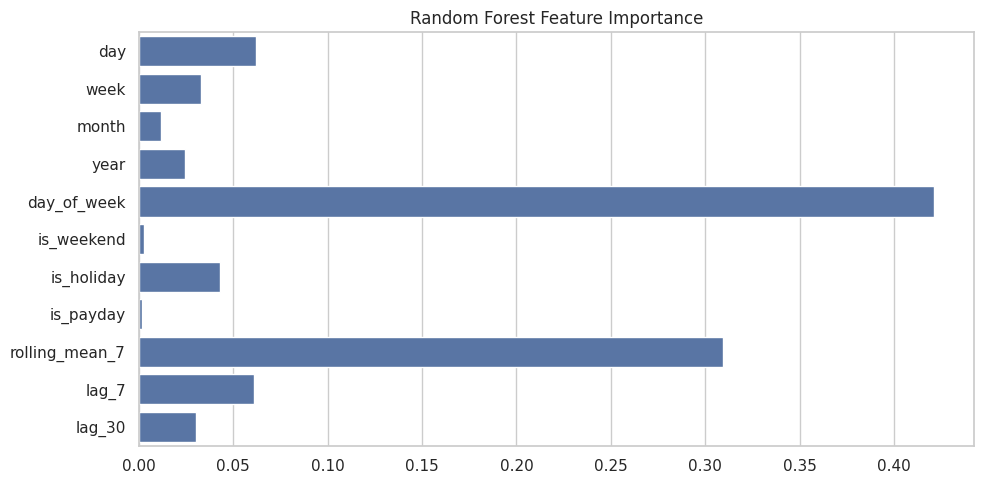 Random Forest Feature Importance
day
week
month
year
day_of_week
is_weekend
is_holiday
is_payday
rolling_mean_7
lag_7
lag_30
0.00 0.05 0.10 0.15 0.20 0.25 0.30 0.35 0.40